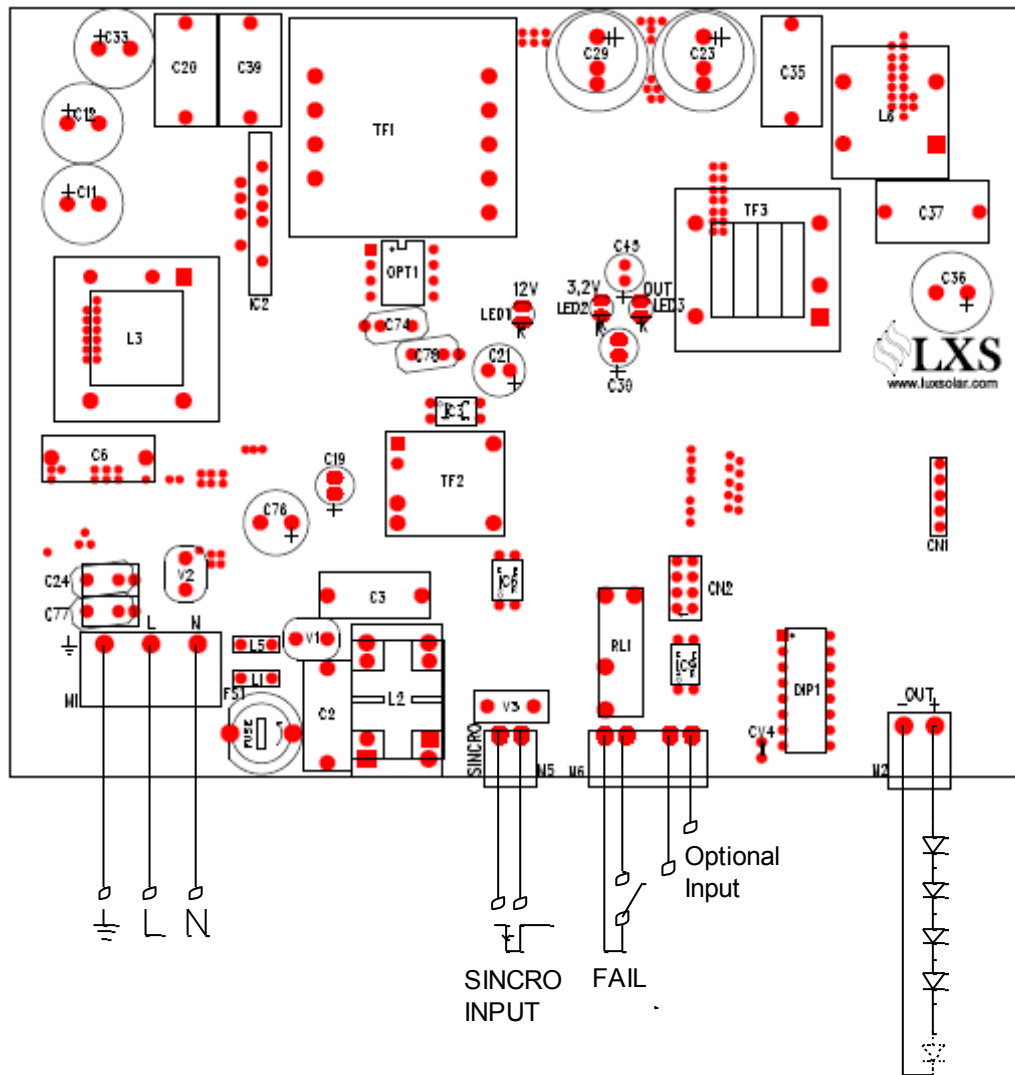 C33
C20
C39
TF1
C29
C23
C35
L6
C12
C11
IC2
OPT1
C74
C78
12V
LED1
K
C21
C45
3,2V
OUT
LED2
LED3
K
K
C30
TF3
C37
C36
LXS
www.luxsolar.com
L3
C6
C19
C76
TF2
CN1
CN2
C24
C77
V2
C3
V1
L5
L1
FS1
FUSE
C2
L2
L
N
M1
V3
SINCRO
M5
RL1
M6
DIP1
CV4
_OUT+
M2
L
N
SINCRO
INPUT
FAIL
Optional
Input